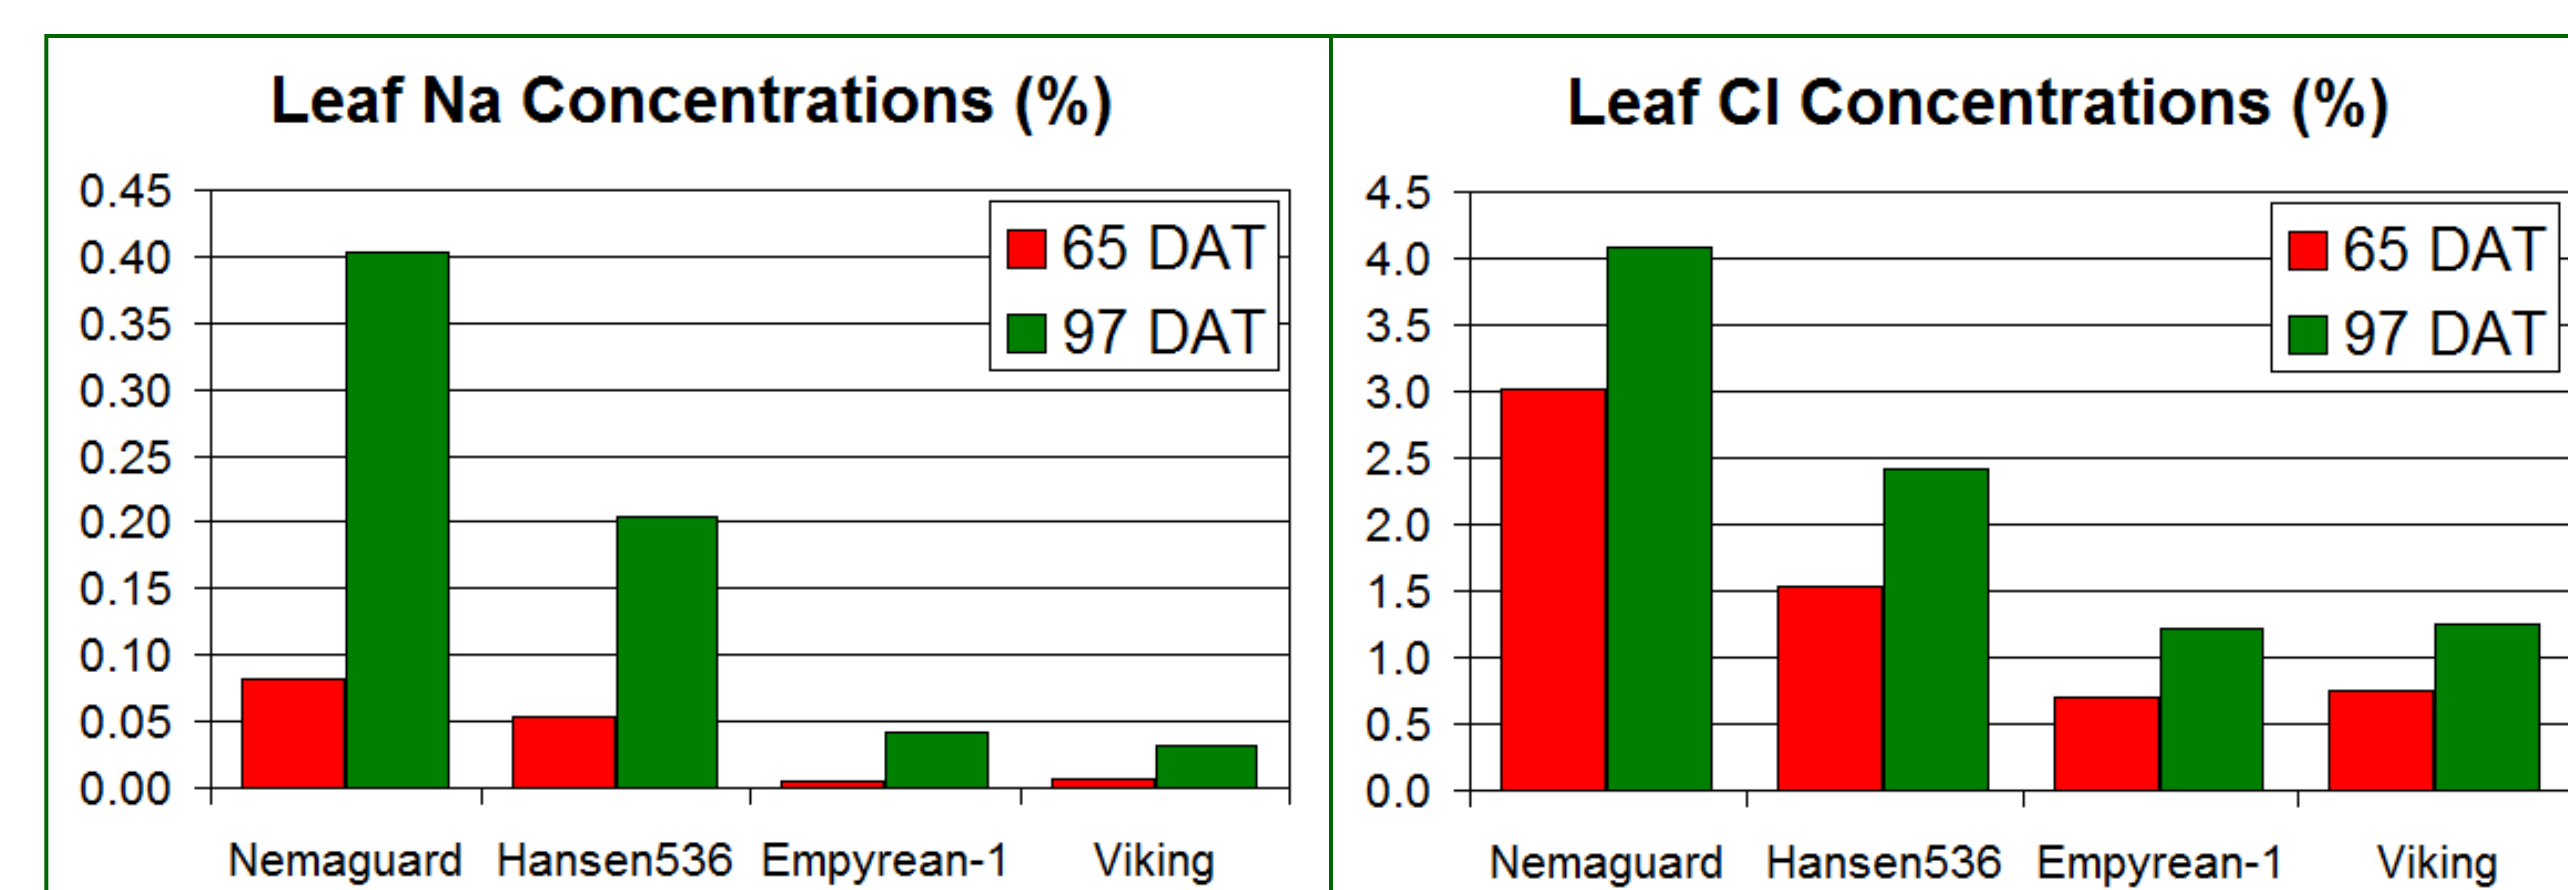 Leaf Na Concentrations (%)
0.45
0.40
0.35
0.30
0.25
0.20
0.15
0.10
0.05
0.00
65 DAT
97 DAT
Nemaguard Hansen536 Empyrean-1 Viking
Leaf Cl Concentrations (%)
4.5
4.0
3.5
3.0
2.5
2.0
1.5
1.0
0.5
0.0
65 DAT
97 DAT
Nemaguard Hansen536 Empyrean-1 Viking